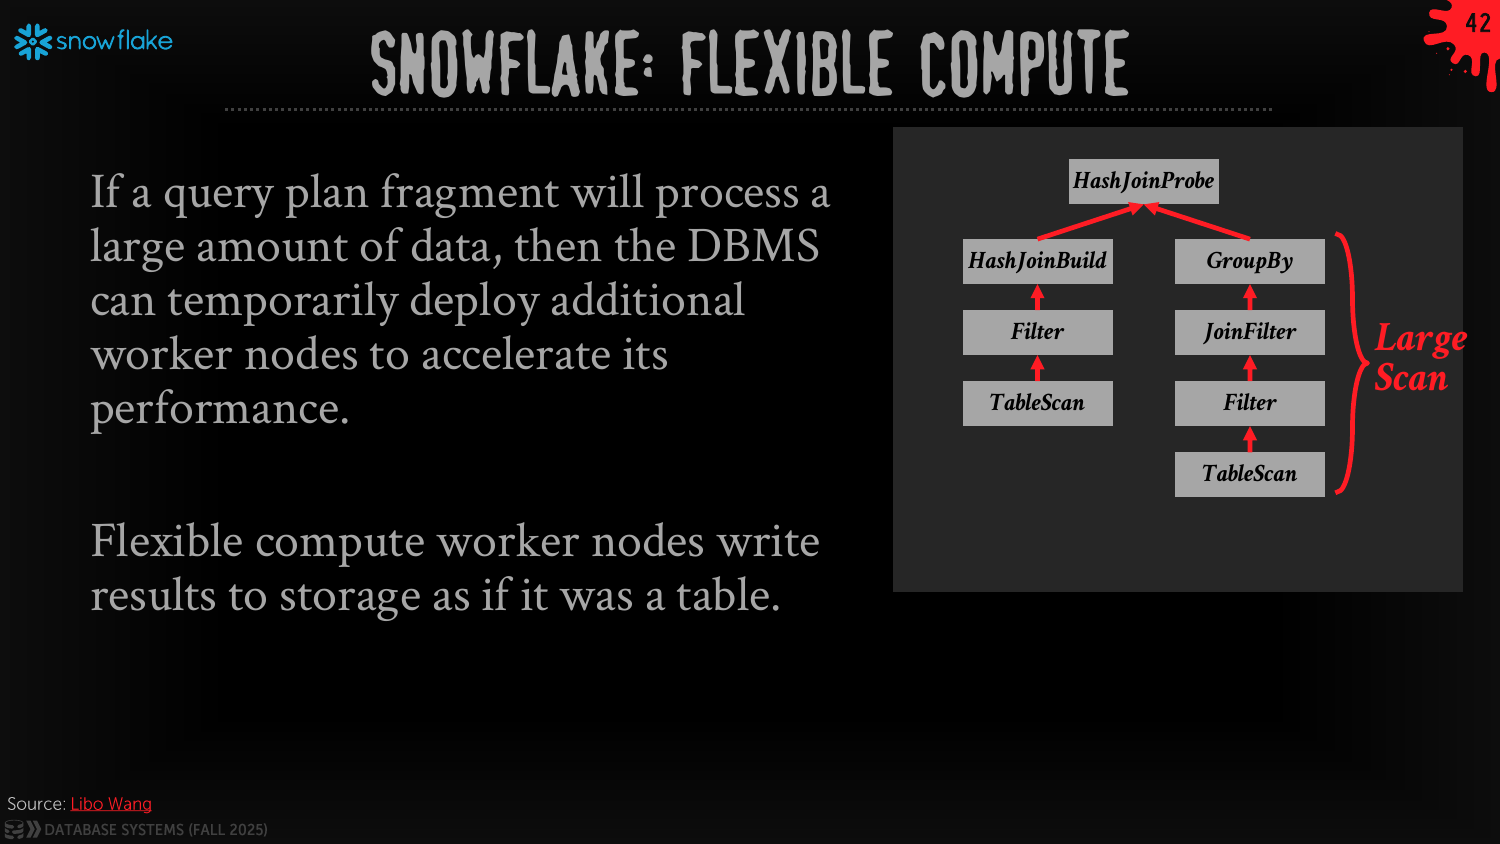 snowflake
SNOWFLAKE: FLEXIBLE COMPUTE
42
If a query plan fragment will process a
large amount of data, then the DBMS
can temporarily deploy additional
worker nodes to accelerate its
performance.
Flexible compute worker nodes write
results to storage as if it was a table.
HashJoinProbe
HashJoinBuild
GroupBy
Filter
JoinFilter
TableScan
Filter
TableScan
Large
Scan
Source: Libo Wang
DATABASE SYSTEMS (FALL 2025)